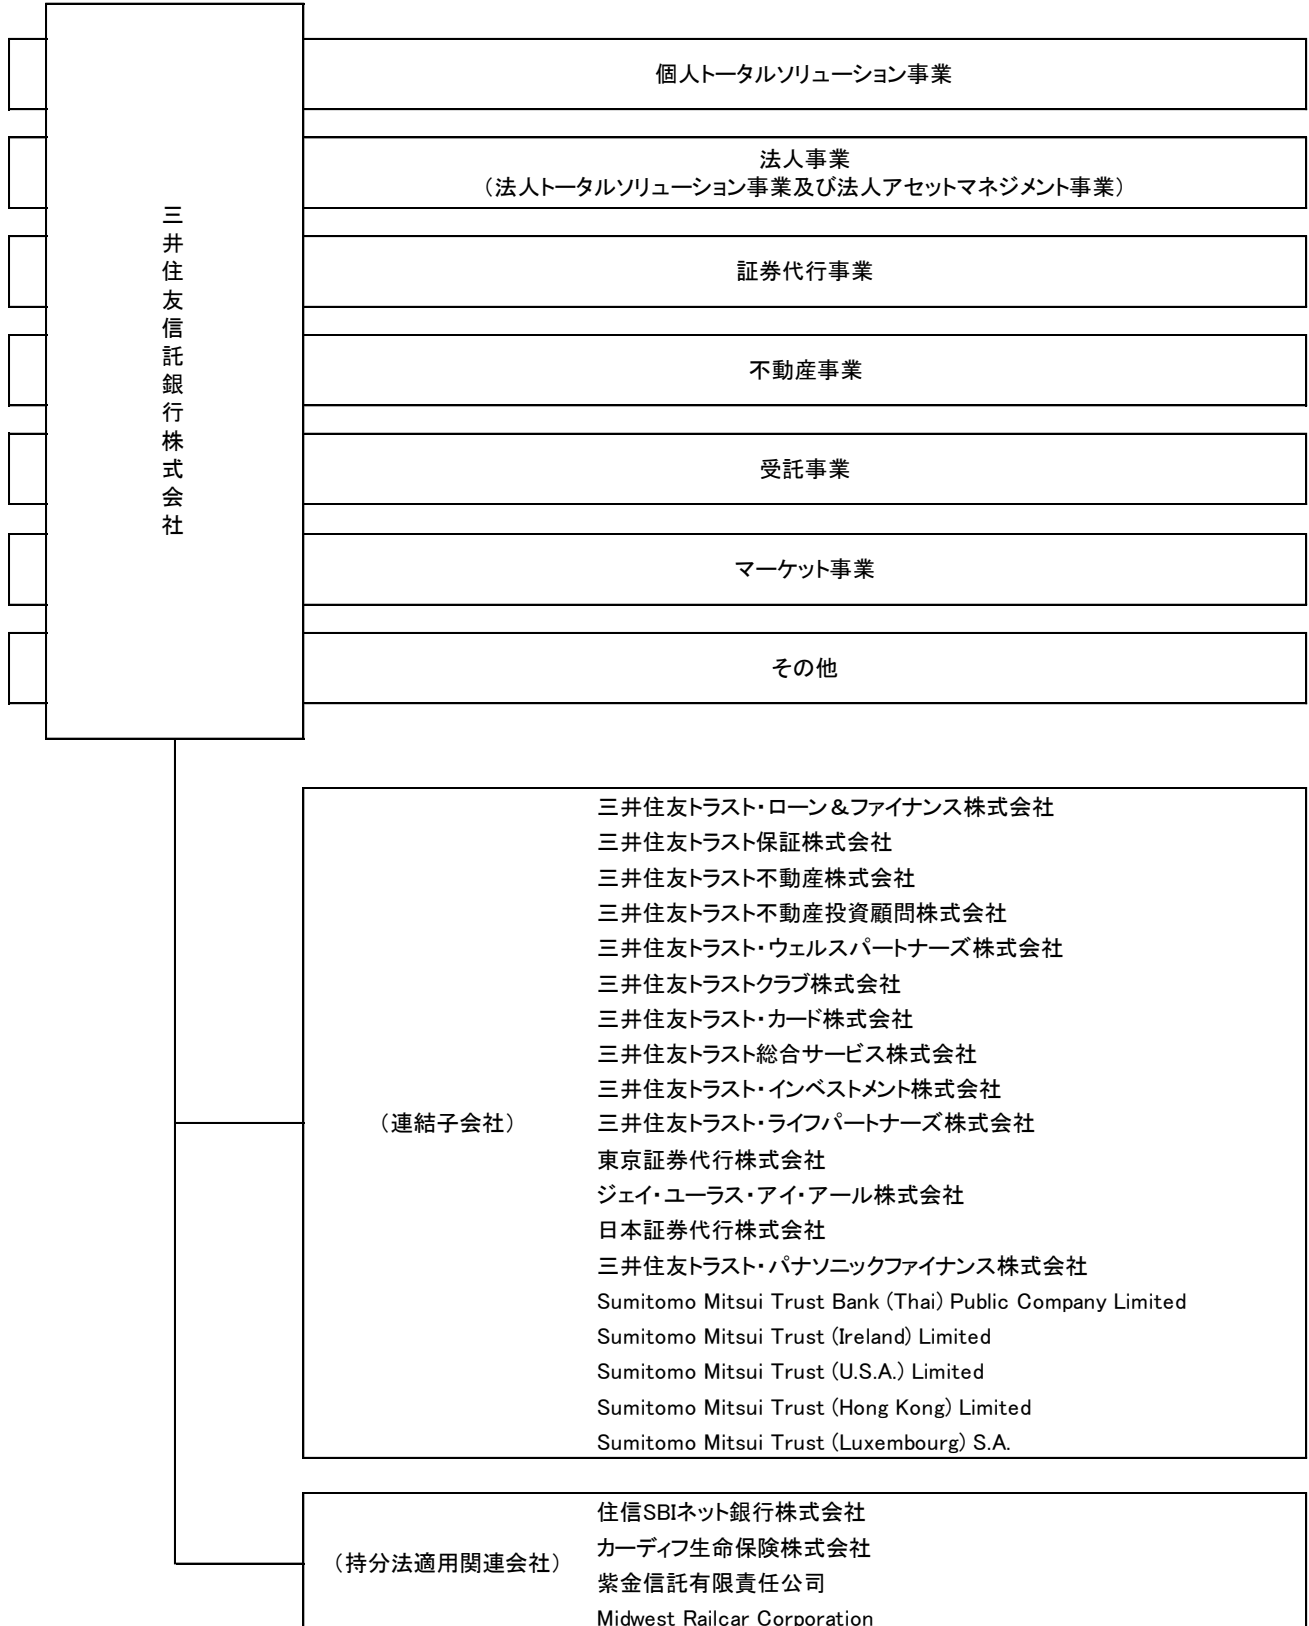 三井住友信託銀行株式会社
個人トータルソリューション事業
法人事業
（法人トータルソリューション事業及び法人アセットマネジメント事業）
証券代行事業
不動産事業
受託事業
マーケット事業
その他
（連結子会社）
三井住友トラスト・ローン＆ファイナンス株式会社
三井住友トラスト保証株式会社
三井住友トラスト不動産株式会社
三井住友トラスト不動産投資顧問株式会社
三井住友トラスト・ウェルスパートナーズ株式会社
三井住友トラストクラブ株式会社
三井住友トラスト・カード株式会社
三井住友トラスト総合サービス株式会社
三井住友トラスト・インベストメント株式会社
三井住友トラスト・ライフパートナーズ株式会社
東京証券代行株式会社
ジェイ・ユーラス・アイ・アール株式会社
日本証券代行株式会社
三井住友トラスト・パナソニックファイナンス株式会社
Sumitomo Mitsui Trust Bank (Thai) Public Company Limited
Sumitomo Mitsui Trust (Ireland) Limited
Sumitomo Mitsui Trust (U.S.A.) Limited
Sumitomo Mitsui Trust (Hong Kong) Limited
Sumitomo Mitsui Trust (Luxembourg) S.A.
（持分法適用関連会社）
住信SBIネット銀行株式会社
カーディフ生命保険株式会社
紫金信託有限責任公司
Midwest Railcar Corporation